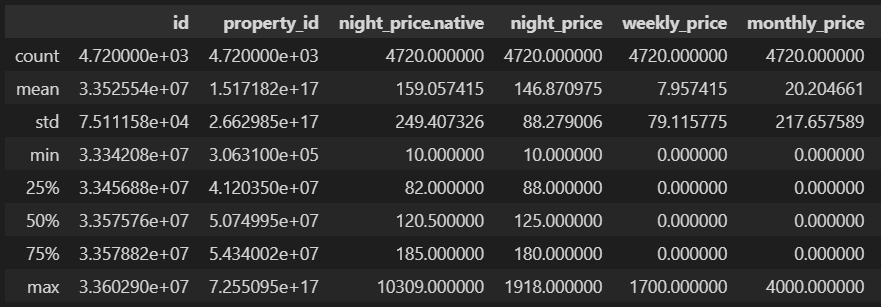 id property_id night_price.native night_price weekly_price monthly_price
count 4.720000e+03 4.720000e+03 4720.000000 4720.000000 4720.000000 4720.000000
mean 3.352554e+07 1.517182e+17 159.057415 146.870975 7.957415 20.204661
std 7.511158e+04 2.662985e+17 249.407326 88.279006 79.115775 217.657589
min 3.334208e+07 3.063100e+05 10.000000 10.000000 0.000000 0.000000
25% 3.345688e+07 4.120350e+07 82.000000 88.000000 0.000000 0.000000
50% 3.357576e+07 5.074995e+07 120.500000 125.000000 0.000000 0.000000
75% 3.357882e+07 5.434002e+07 185.000000 180.000000 0.000000 0.000000
max 3.360290e+07 7.255095e+17 10309.000000 1918.000000 1700.000000 4000.000000